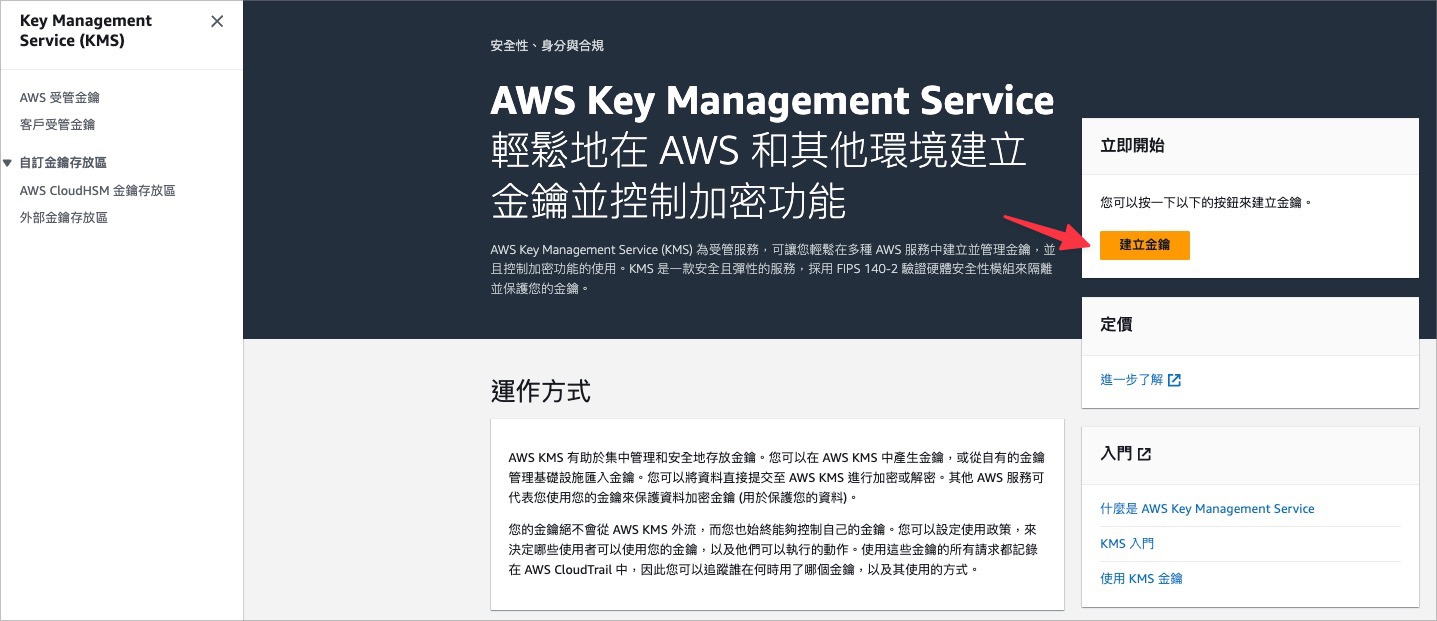 Key Management
Service (KMS)
AWS 受管金鑰
客戶受管金鑰
自訂金鑰存放區
AWS CloudHSM 金鑰存放區
外部金鑰存放區
安全性、身分與合規
AWS Key Management Service
輕鬆地在 AWS 和其他環境建立
金鑰並控制加密功能
AWS Key Management Service (KMS) 為受管服務，可讓您輕鬆在多種 AWS 服務中建立並管理金鑰，並
且控制加密功能的使用。KMS 是一款安全且彈性的服務，採用 FIPS 140-2 驗證硬體安全性模組來隔離
並保護您的金鑰。
立即開始
您可以按一下以下的按鈕來建立金鑰。
建立金鑰
定價
進一步了解
運作方式
AWS KMS 有助於集中管理和安全地存放金鑰。您可以在 AWS KMS 中產生金鑰，或從自有的金鑰
管理基礎設施匯入金鑰。您可以將資料直接提交至 AWS KMS 進行加密或解密。其他 AWS 服務可
代表您使用您的金鑰來保護資料加密金鑰 (用於保護您的資料)。
您的金鑰絕不會從 AWS KMS 外流，而您也始終能夠控制自己的金鑰。您可以設定使用政策，來
決定哪些使用者可以使用您的金鑰，以及他們可以執行的動作。使用這些金鑰的所有請求都記錄
在 AWS CloudTrail 中，因此您可以追蹤誰在何時用了哪個金鑰，以及其使用的方式。
入門
什麼是 AWS Key Management Service
KMS 入門
使用 KMS 金鑰